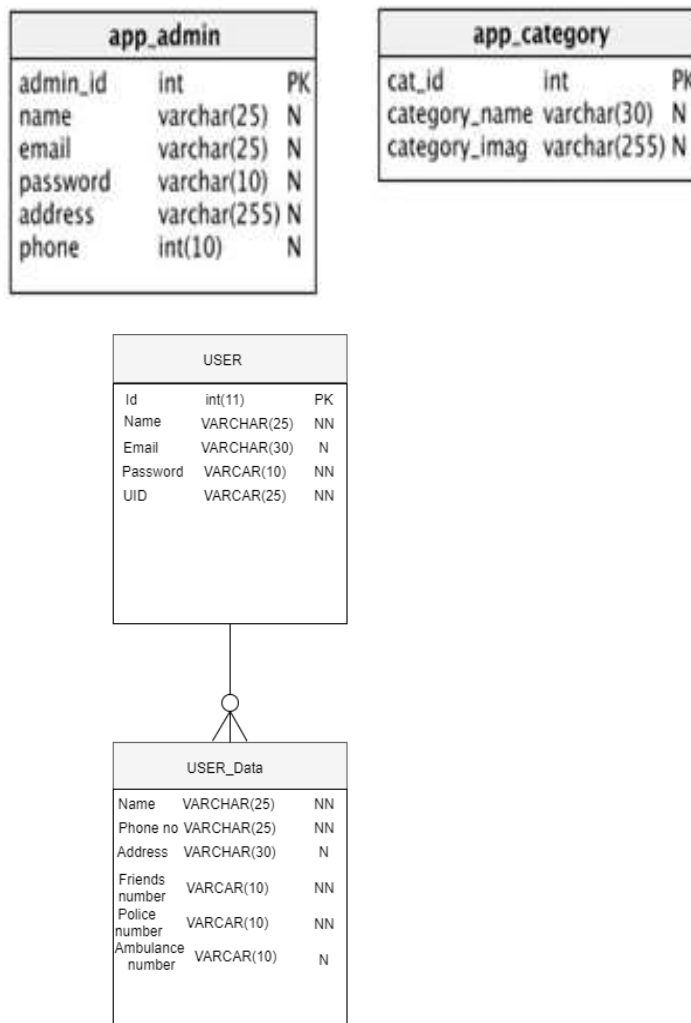 app_admin
admin_id int PK
name varchar(25) N
email varchar(25) N
password varchar(10) N
address varchar(255) N
phone int(10) N
app_category
cat_id int PK
category_name varchar(30) N
category_imag varchar(255) N
USER
Id int(11) PK
Name VARCHAR(25) NN
Email VARCHAR(30) N
Password VARCAR(10) NN
UID VARCAR(25) NN
USER_Data
Name VARCHAR(25) NN
Phone no VARCHAR(25) NN
Address VARCHAR(30) N
Friends
number VARCAR(10) NN
Police
number VARCAR(10) NN
Ambulance
number VARCAR(10) N